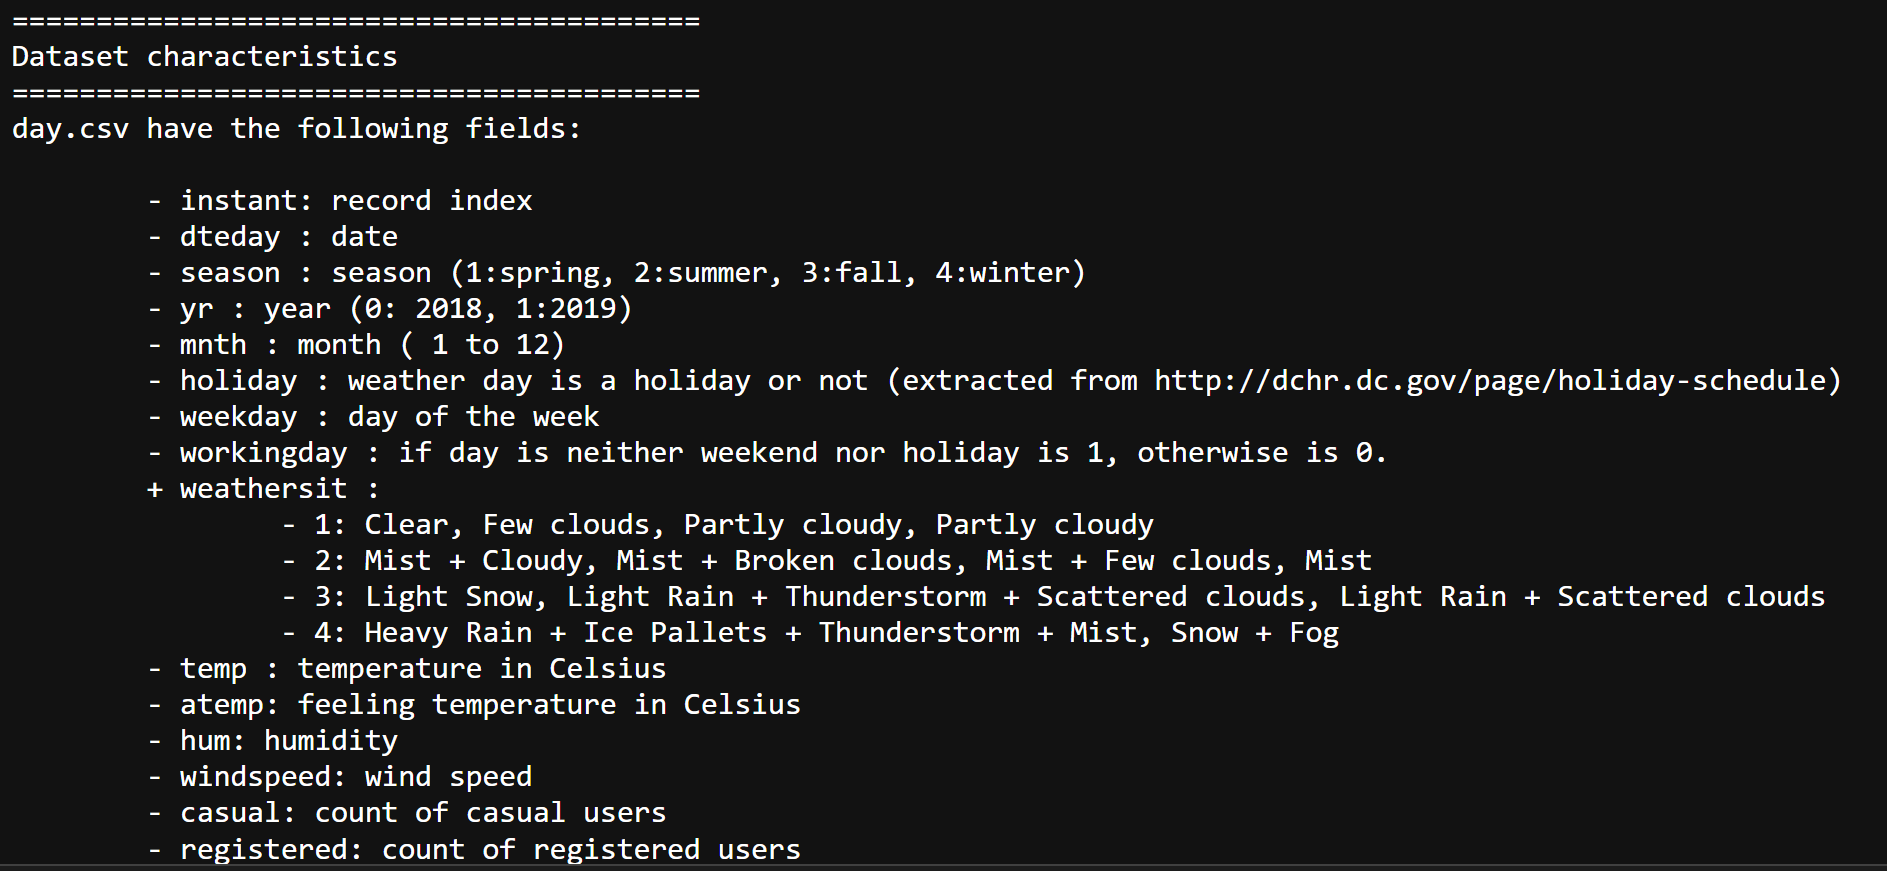 =========================================
Dataset characteristics
=========================================
day.csv have the following fields:
- instant: record index
- dteday : date
- season : season (1:spring, 2:summer, 3:fall, 4:winter)
- yr : year (0: 2018, 1:2019)
- mnth : month ( 1 to 12)
- holiday : weather day is a holiday or not (extracted from http://dchr.dc.gov/page/holiday-schedule)
- weekday : day of the week
- workingday : if day is neither weekend nor holiday is 1, otherwise is 0.
+ weathersit :
- 1: Clear, Few clouds, Partly cloudy, Partly cloudy
- 2: Mist + Cloudy, Mist + Broken clouds, Mist + Few clouds, Mist
- 3: Light Snow, Light Rain + Thunderstorm + Scattered clouds, Light Rain + Scattered clouds
- 4: Heavy Rain + Ice Pallets + Thunderstorm + Mist, Snow + Fog
- temp : temperature in Celsius
- atemp: feeling temperature in Celsius
- hum: humidity
- windspeed: wind speed
- casual: count of casual users
- registered: count of registered users